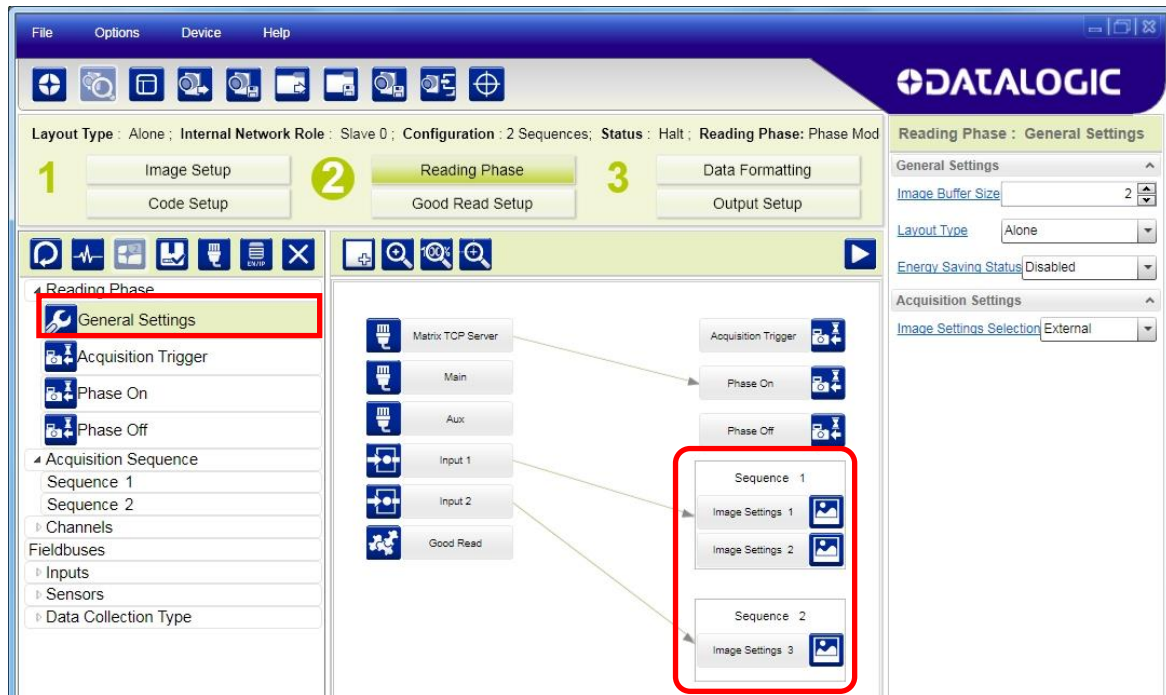 File Options Device Help
DATALOGIC
Layout Type : Alone ; Internal Network Role : Slave 0 ; Configuration : 2 Sequences; Status : Halt ; Reading Phase: Phase Mod
1
Image Setup
Code Setup
2
Reading Phase
Good Read Setup
3
Data Formatting
Output Setup
EN/IP
Reading Phase
General Settings
Acquisition Trigger
Phase On
Phase Off
Acquisition Sequence
Sequence 1
Sequence 2
Channels
Fieldbuses
Inputs
Sensors
Data Collection Type
100%
Matrix TCP Server
Main
Aux
Input 1
Input 2
Good Read
Acquisition Trigger
Phase On
Phase Off
Sequence 1
Image Settings 1
Image Settings 2
Sequence 2
Image Settings 3
Reading Phase : General Settings
General Settings
Image Buffer Size 2
Layout Type Alone
Energy Saving Status Disabled
Acquisition Settings
Image Settings Selection External